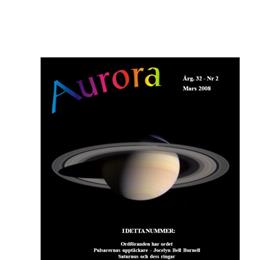 Aurora
Årg. 32 - Nr 2
Mars 2008
I DETTA NUMMER:
Ordföranden har ordet
Pulsarernas upptäckare - Jocelyn Bell Burnell
Saturnus och dess ringar